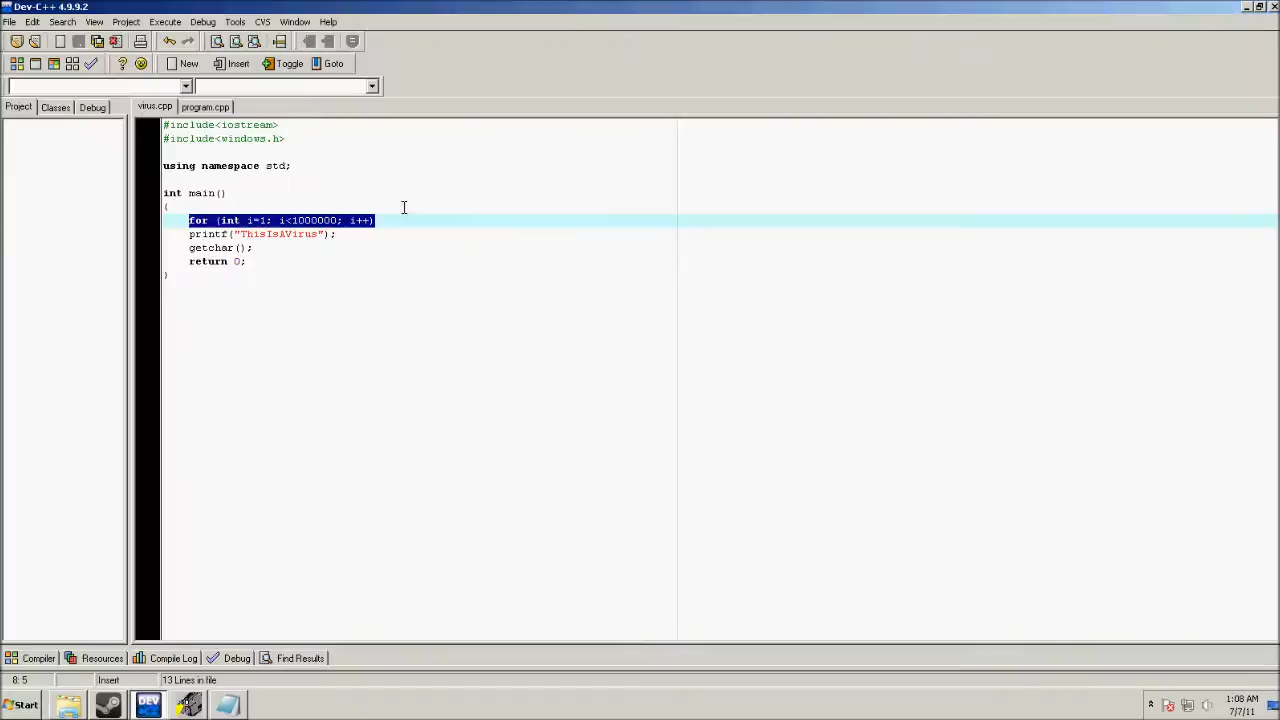 Dev-C++ 4.9.9.2
File Edit Search View Project Execute Debug Tools CVS Window Help
New Insert Toggle Goto
Project Classes Debug virus.cpp program.cpp
#include<iostream>
#include<windows.h>
using namespace std;
int main()
{
for (int i=1; i<1000000; i++)
printf("ThisIsAVirus");
getchar();
return 0;
}
Compiler Resources Compile Log Debug Find Results
8: 5 Insert 13 Lines in file
Start DEV 1:08 AM
7/7/11